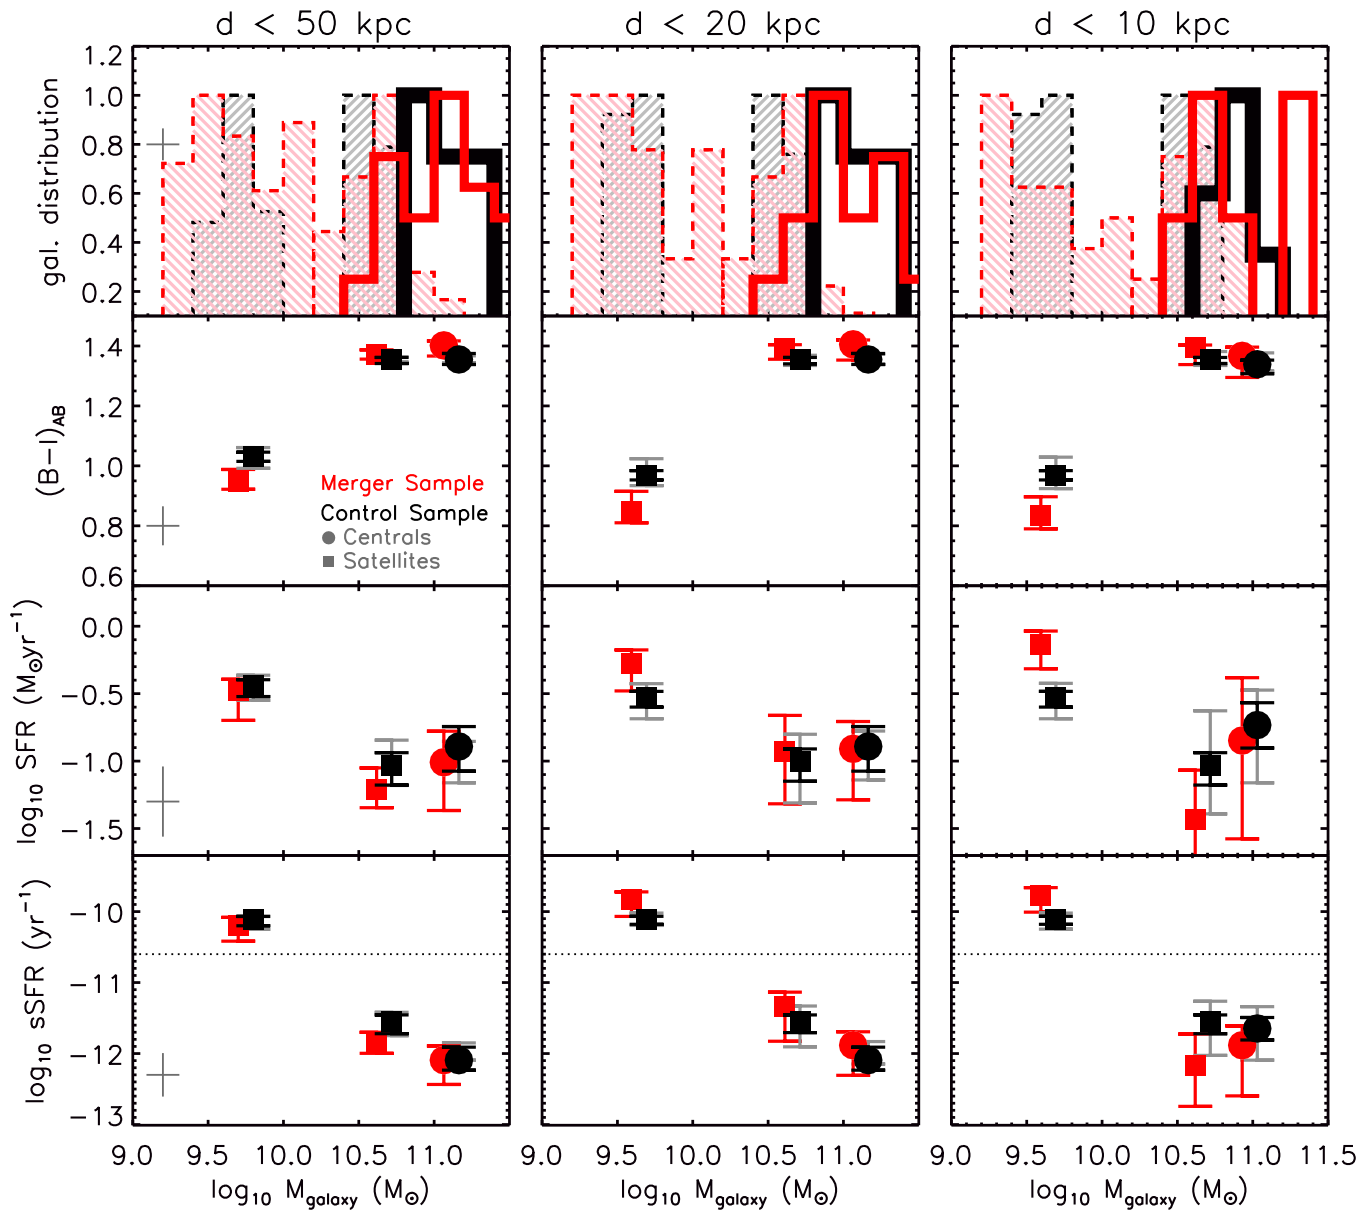 d < 50 kpc
d < 20 kpc
d < 10 kpc
gal. distribution
1.2
1.0
0.8
0.6
0.4
0.2
(B−I)AB
1.4
1.2
1.0
0.8
0.6
Merger Sample
Control Sample
Centrals
Satellites
log10 SFR (M⊙yr−1)
0.0
−0.5
−1.0
−1.5
log10 sSFR (yr−1)
−10
−11
−12
−13
9.0 9.5 10.0 10.5 11.0
9.0 9.5 10.0 10.5 11.0
9.0 9.5 10.0 10.5 11.0 11.5
log10 Mgalaxy (M⊙)
log10 Mgalaxy (M⊙)
log10 Mgalaxy (M⊙)